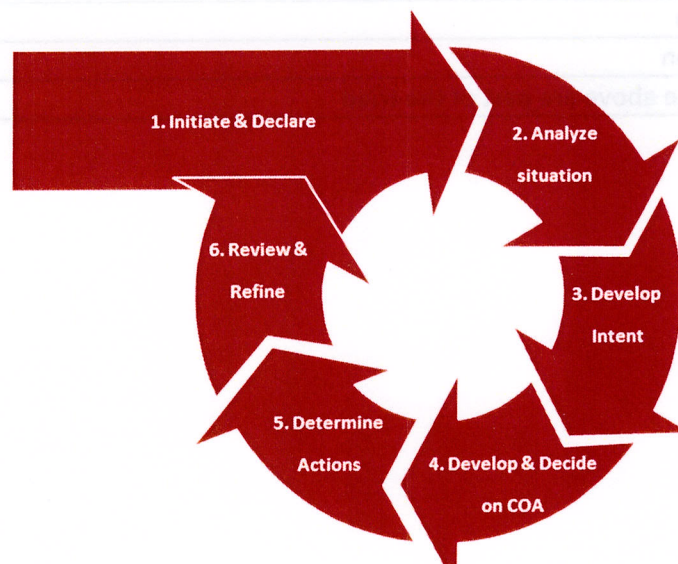 1. Initiate & Declare
2. Analyze
situation
3. Develop
Intent
4. Develop & Decide
on COA
5. Determine
Actions
6. Review &
Refine